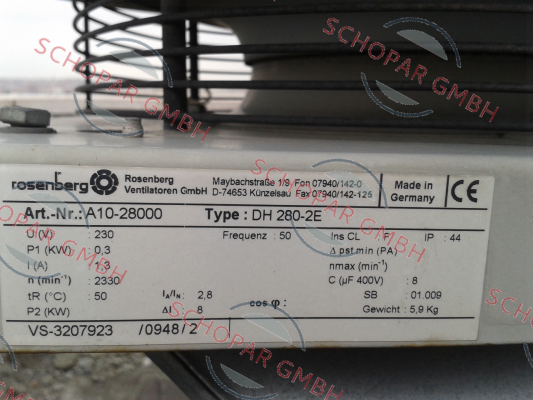 SCHOPAR GMBH
SCHOPAR GMBH
SCHOPAR GMBH
SCHOPAR GMBH
SCHOPAR GMBH
SCHOPAR GMBH
rosenberg Rosenberg Ventilatoren GmbH
Maybachstraße 1/9 Fon 07940/142-0
D-74653 Künzelsau Fax 07940/142-125
Made in Germany CE
Art.-Nr.: A10-28000 Type : DH 280-2E
U (V) : 230 Frequenz : 50 Ins CL : F IP : 44
P1 (KW) : 0,3 Δ pst.min (PA)
I (A) : nmax (min⁻¹)
n (min⁻¹) : 2330 C (µF 400V) : 8
tR (°C) : 50 IA/IN : 2,8 SB : 01.009
P2 (KW) ΔI : 8 cos φ : Gewicht : 5,9 Kg
VS-3207923 /0948/2